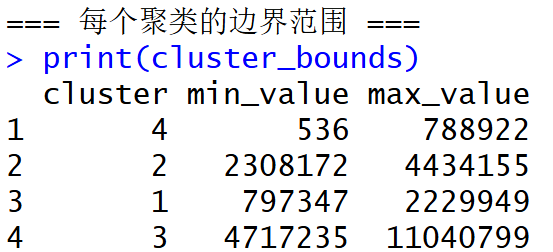 === 每个聚类的边界范围 ===
> print(cluster_bounds)
  cluster min_value max_value
1       4       536    788922
2       2   2308172   4434155
3       1    797347   2229949
4       3   4717235  11040799